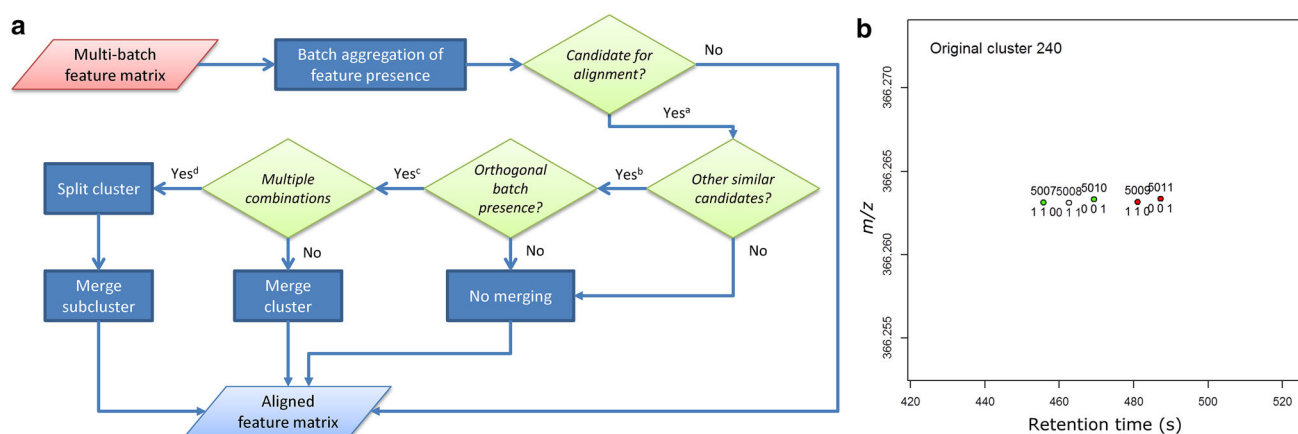 a
Multi-batch
feature matrix
Batch aggregation of
feature presence
Candidate for
alignment?
No
Yesᵃ
Split cluster
Yesᵈ
Multiple
combinations
Yesᶜ
Orthogonal
batch
presence?
Yesᵇ
Other similar
candidates?
No
No
No
Merge
subcluster
Merge
cluster
No merging
Aligned
feature matrix
b
Original cluster 240
m/z
366.270
366.265
366.260
366.255
5007 5008 5010 5009 5011
1 1 0 0 1 1 0 0 1 1 1 0 0 0 1
420 440 460 480 500 520
Retention time (s)